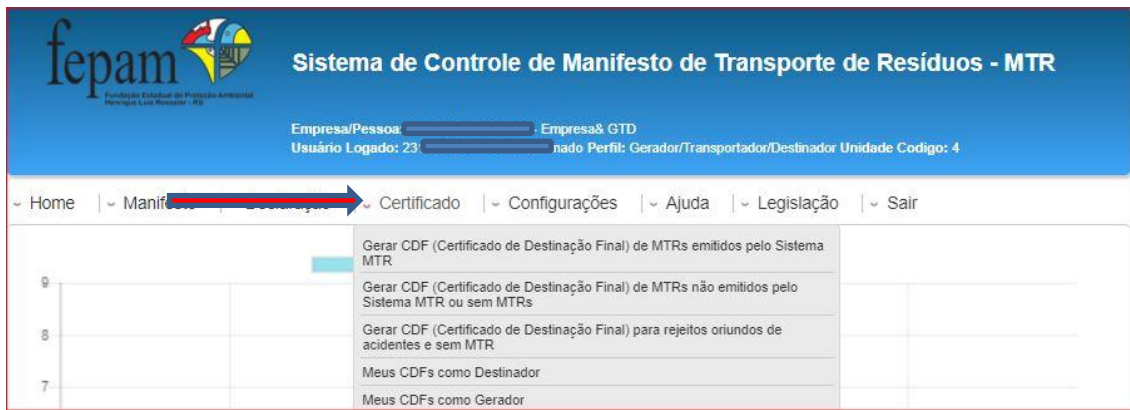 fepam
Fundação Estadual de Proteção Ambiental
Henrique Luiz Roessler - RS
Sistema de Controle de Manifesto de Transporte de Resíduos - MTR
Empresa/Pessoa: - Empresa& GTD
Usuário Logado: 23 nado Perfil: Gerador/Transportador/Destinador Unidade Codigo: 4
Home Manifesto Certificado Configurações Ajuda Legislação Sair
Gerar CDF (Certificado de Destinação Final) de MTRs emitidos pelo Sistema
MTR
Gerar CDF (Certificado de Destinação Final) de MTRs não emitidos pelo
Sistema MTR ou sem MTRs
Gerar CDF (Certificado de Destinação Final) para rejeitos oriundos de
acidentes e sem MTR
Meus CDFs como Destinador
Meus CDFs como Gerador
9
8
7